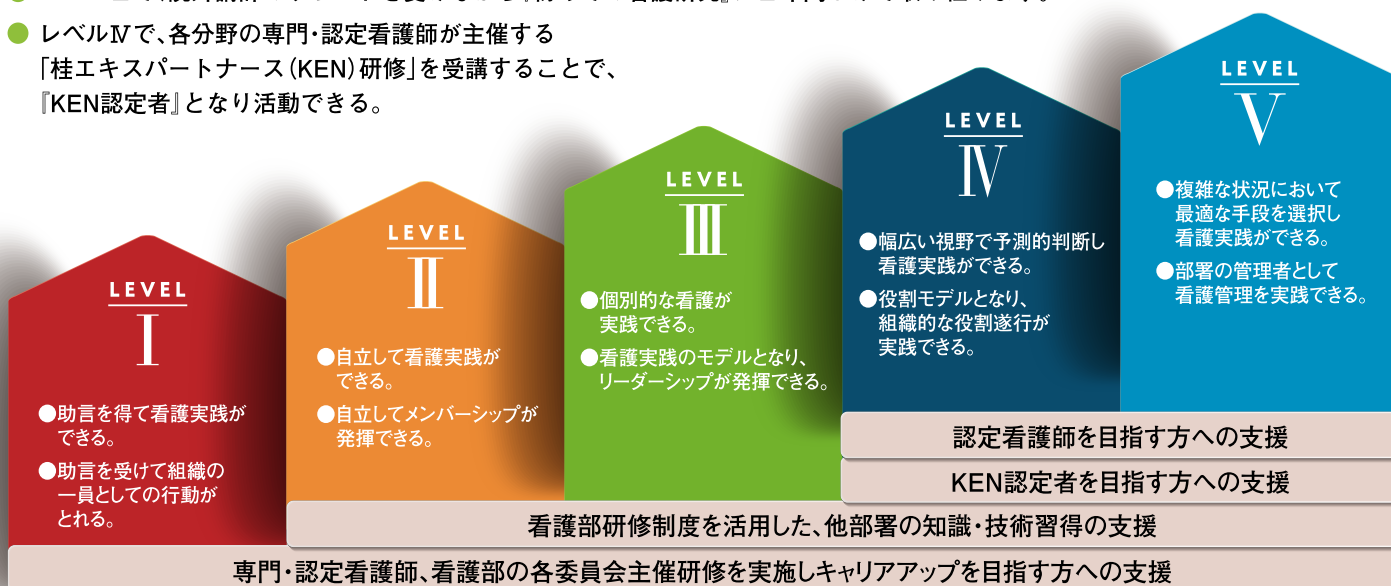 ● レベルⅣで、各分野の専門・認定看護師が主催する
「桂エキスパートナース（KEN）研修」を受講することで、
『KEN認定者』となり活動できる。
LEVEL
I
●助言を得て看護実践が
できる。
●助言を受けて組織の
一員としての行動が
とれる。
LEVEL
II
●自立して看護実践が
できる。
●自立してメンバーシップが
発揮できる。
LEVEL
III
●個別的な看護が
実践できる。
●看護実践のモデルとなり、
リーダーシップが発揮できる。
LEVEL
IV
●幅広い視野で予測的判断し
看護実践ができる。
●役割モデルとなり、
組織的な役割遂行が
実践できる。
LEVEL
V
●複雑な状況において
最適な手段を選択し
看護実践ができる。
●部署の管理者として
看護管理を実践できる。
認定看護師を目指す方への支援
KEN認定者を目指す方への支援
看護部研修制度を活用した、他部署の知識・技術習得の支援
専門・認定看護師、看護部の各委員会主催研修を実施しキャリアアップを目指す方への支援